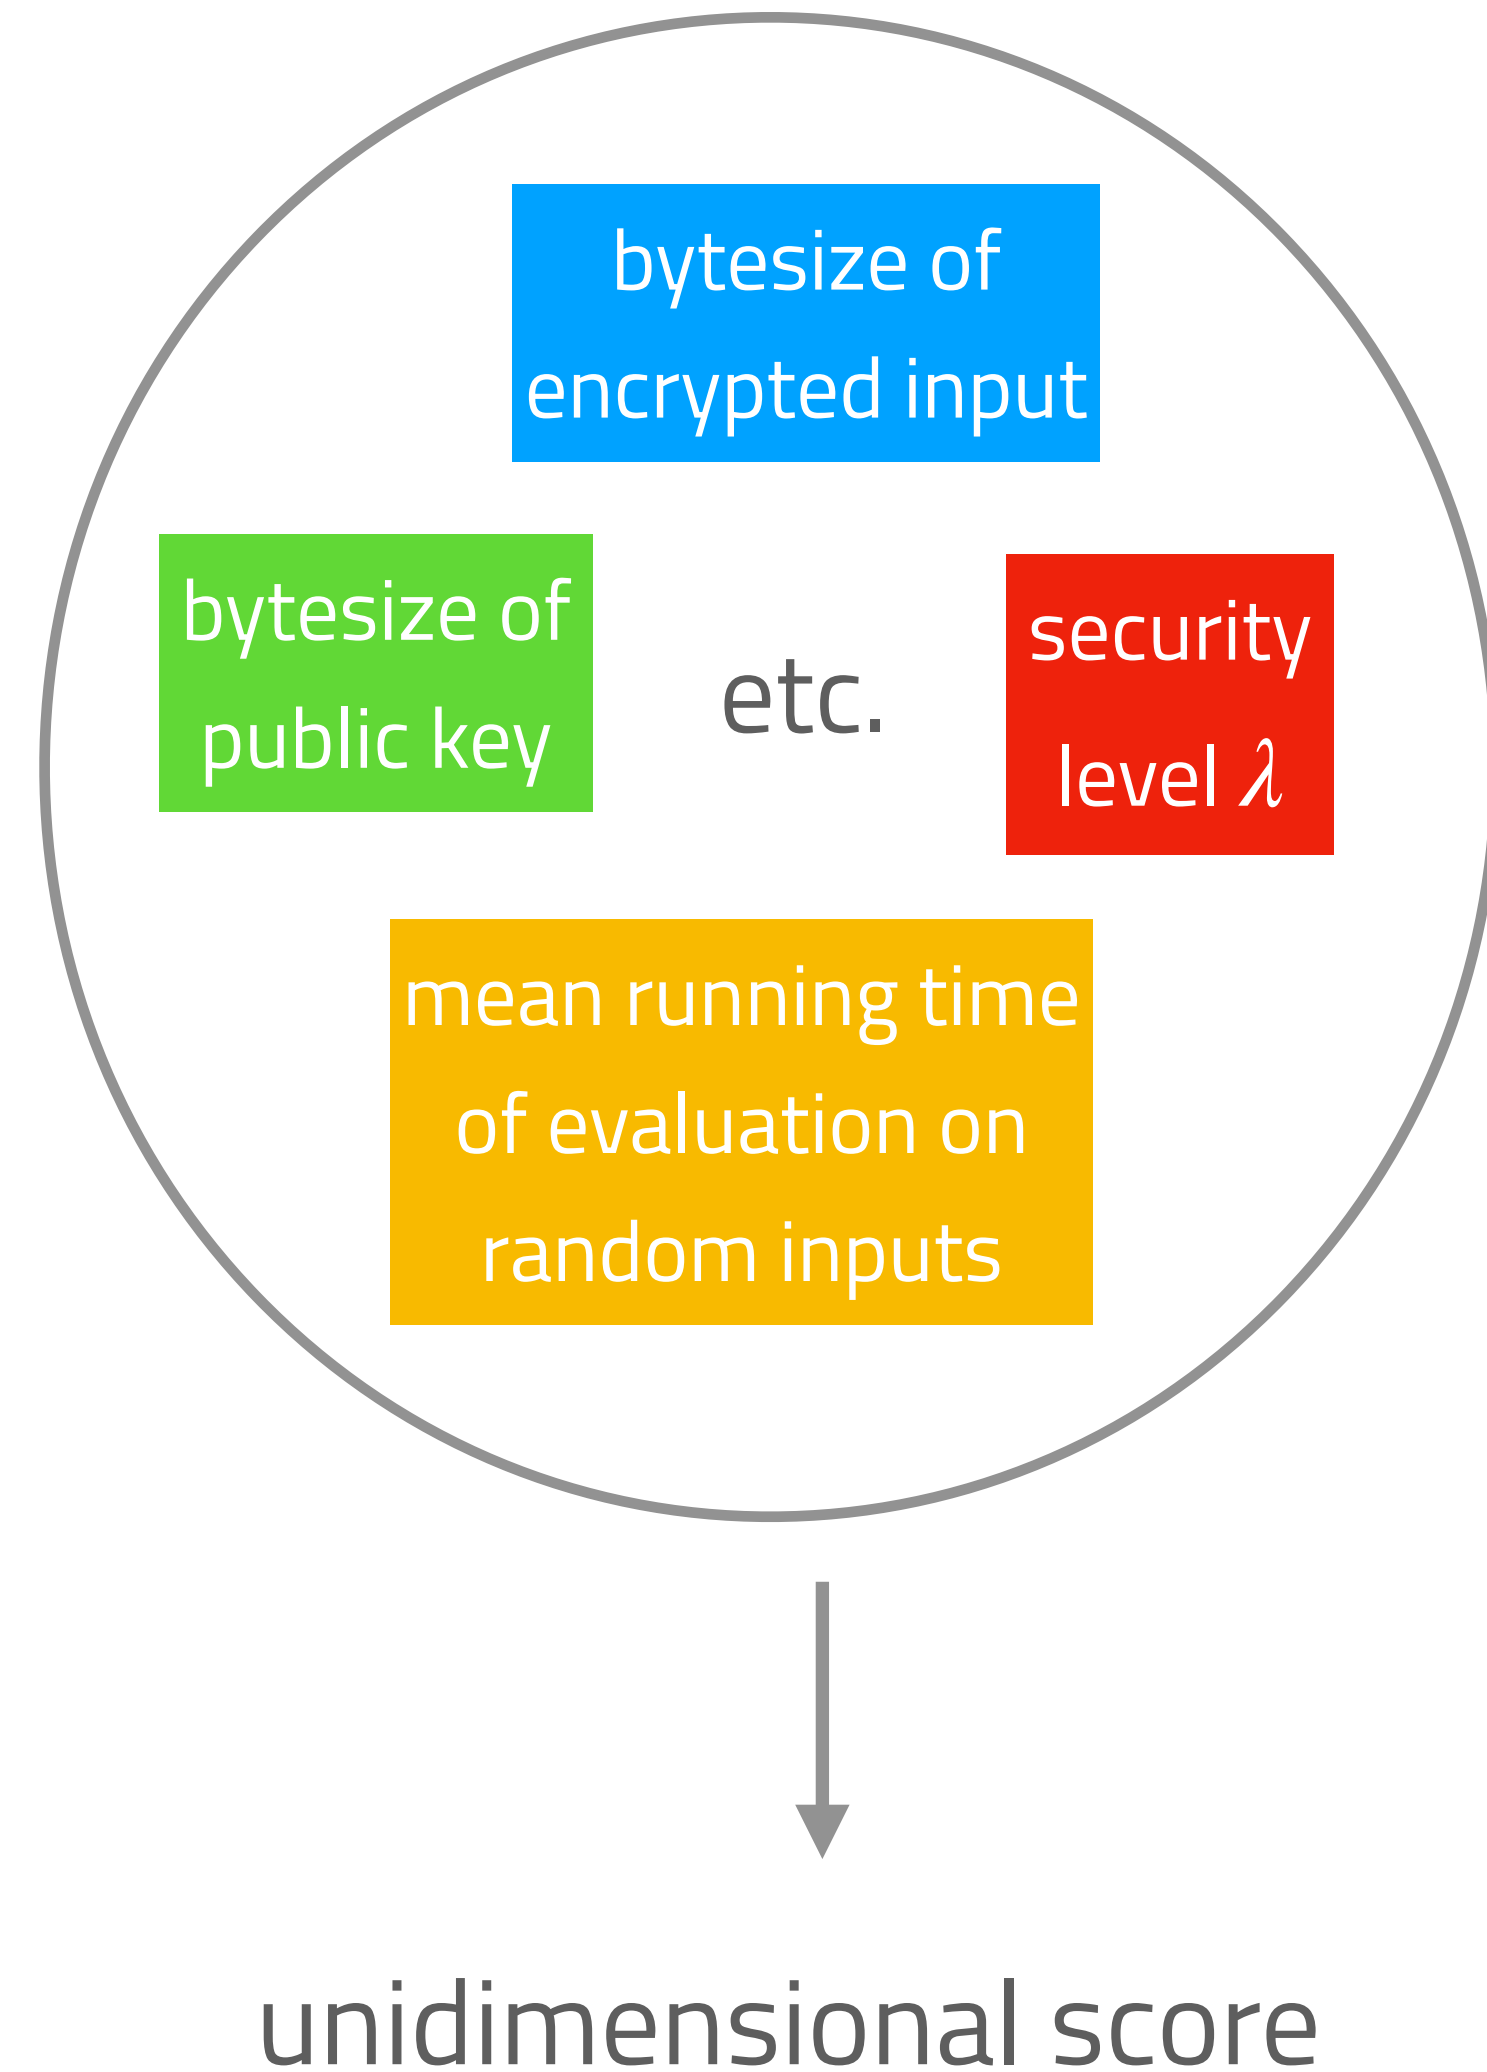 bytesize of
encrypted input
bytesize of
public key
etc.
security
level λ
mean running time
of evaluation on
random inputs
unidimensional score